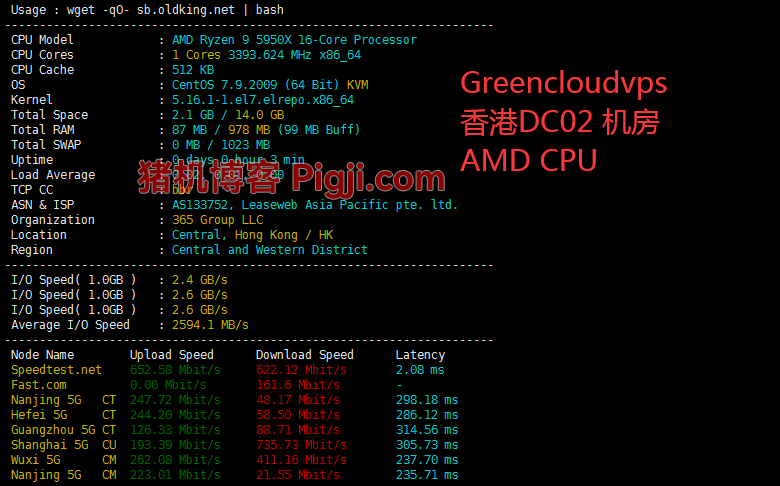 Usage : wget -qO- sb.oldking.net | bash
----------------------------------------------------------------------
CPU Model : AMD Ryzen 9 5950X 16-Core Processor
CPU Cores : 1 Cores 3393.624 MHz x86_64
CPU Cache : 512 KB
OS : CentOS 7.9.2009 (64 Bit) KVM
Kernel : 5.16.1-1.el7.elrepo.x86_64
Total Space : 2.1 GB / 14.0 GB
Total RAM : 87 MB / 978 MB (99 MB Buff)
Total SWAP : 0 MB / 1023 MB
Uptime : 0 days 0 hour 3 min
Load Average : 0.00
TCP CC : bbr
ASN & ISP : AS133752, Leaseweb Asia Pacific pte. ltd.
Organization : 365 Group LLC
Location : Central, Hong Kong / HK
Region : Central and Western District
----------------------------------------------------------------------
I/O Speed( 1.0GB ) : 2.4 GB/s
I/O Speed( 1.0GB ) : 2.6 GB/s
I/O Speed( 1.0GB ) : 2.6 GB/s
Average I/O Speed : 2594.1 MB/s
----------------------------------------------------------------------
Node Name Upload Speed Download Speed Latency
Speedtest.net 652.58 Mbit/s 622.12 Mbit/s 2.08 ms
Fast.com 0.00 Mbit/s 161.6 Mbit/s -
Nanjing 5G CT 247.72 Mbit/s 48.17 Mbit/s 298.18 ms
Hefei 5G CT 244.20 Mbit/s 58.50 Mbit/s 286.12 ms
Guangzhou 5G CT 126.33 Mbit/s 88.71 Mbit/s 314.56 ms
Shanghai 5G CU 193.39 Mbit/s 735.73 Mbit/s 305.73 ms
Wuxi 5G CM 262.08 Mbit/s 411.16 Mbit/s 237.70 ms
Nanjing 5G CM 223.01 Mbit/s 21.55 Mbit/s 235.71 ms
Greencloudvps
香港DC02 机房
AMD CPU
猪机博客 Pigji.com